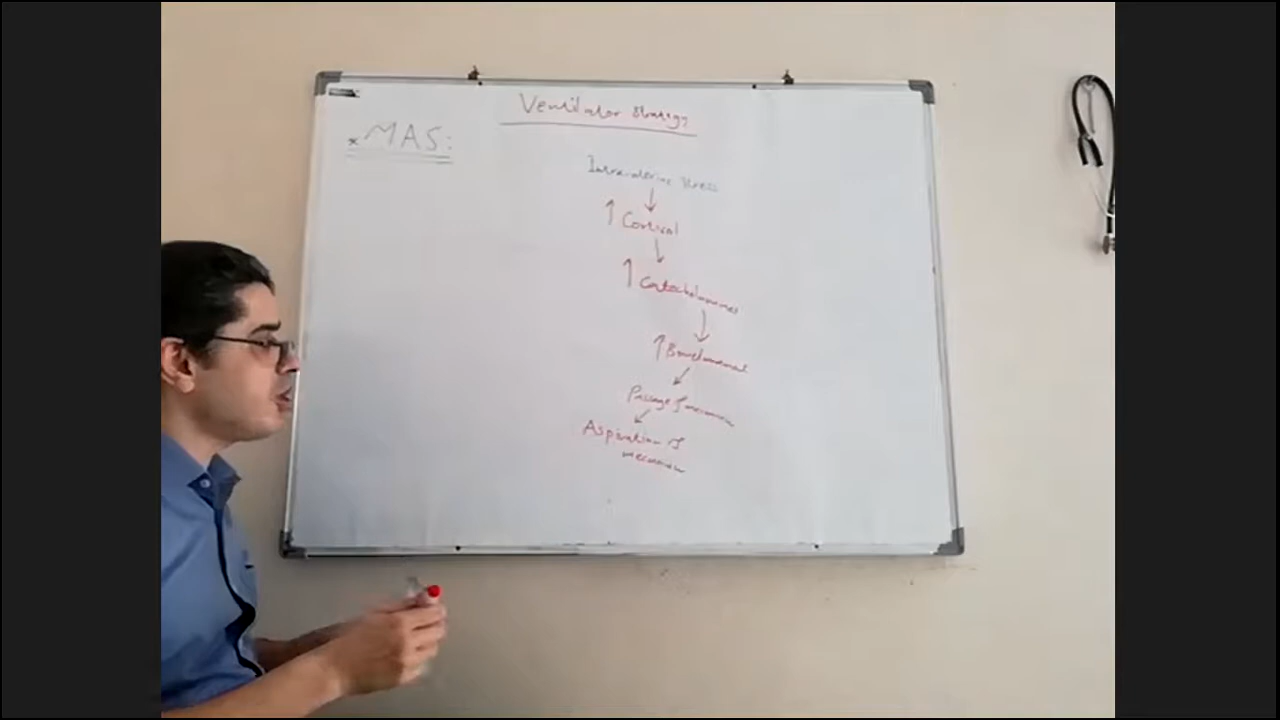 Ventilator Strategy
* MAS:
Intrauterine Stress
↓
↑ Cortisol
↓
↑ Catecholamines
↓
↑ Bowel
↓
Passage of meconium
↓
Aspiration of
meconium